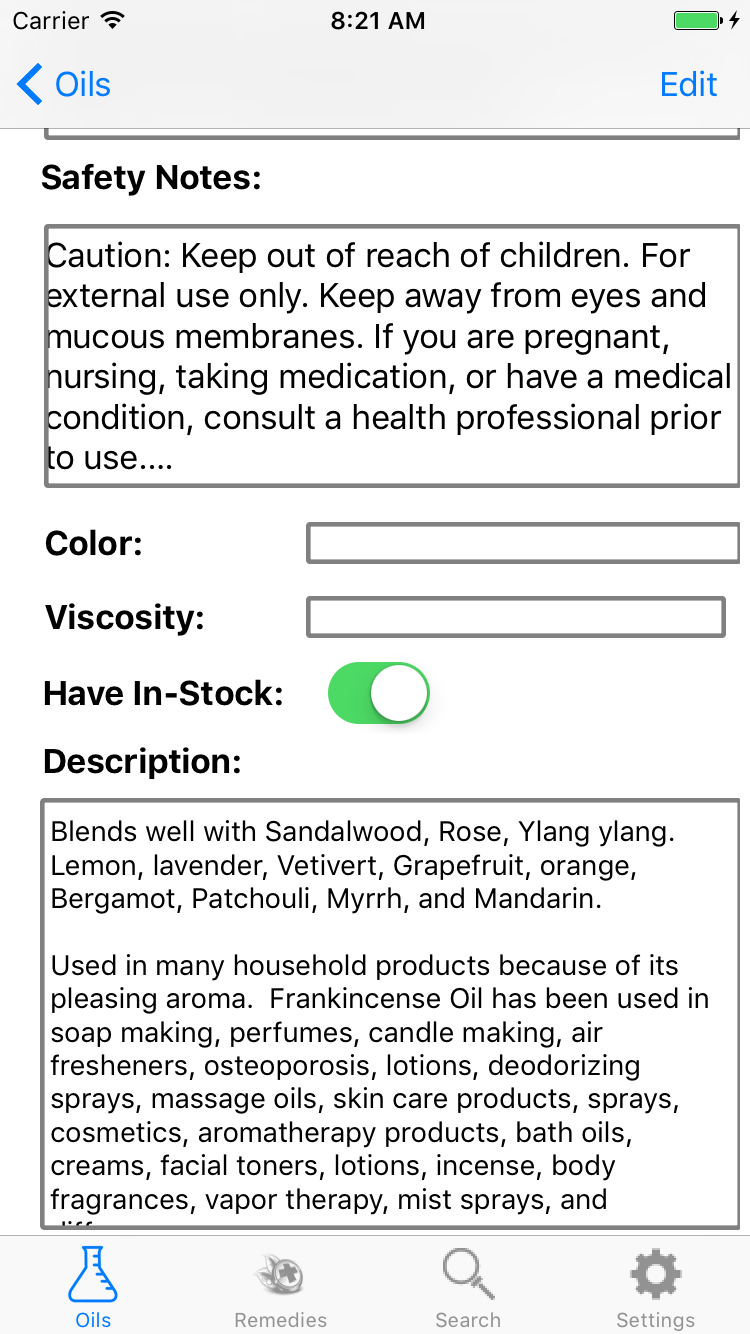 Carrier 8:21 AM
Oils Edit
Safety Notes:
Caution: Keep out of reach of children. For
external use only. Keep away from eyes and
mucous membranes. If you are pregnant,
nursing, taking medication, or have a medical
condition, consult a health professional prior
to use....
Color:
Viscosity:
Have In-Stock:
Description:
Blends well with Sandalwood, Rose, Ylang ylang.
Lemon, lavender, Vetivert, Grapefruit, orange,
Bergamot, Patchouli, Myrrh, and Mandarin.
Used in many household products because of its
pleasing aroma.  Frankincense Oil has been used in
soap making, perfumes, candle making, air
fresheners, osteoporosis, lotions, deodorizing
sprays, massage oils, skin care products, sprays,
cosmetics, aromatherapy products, bath oils,
creams, facial toners, lotions, incense, body
fragrances, vapor therapy, mist sprays, and
Oils Remedies Search Settings